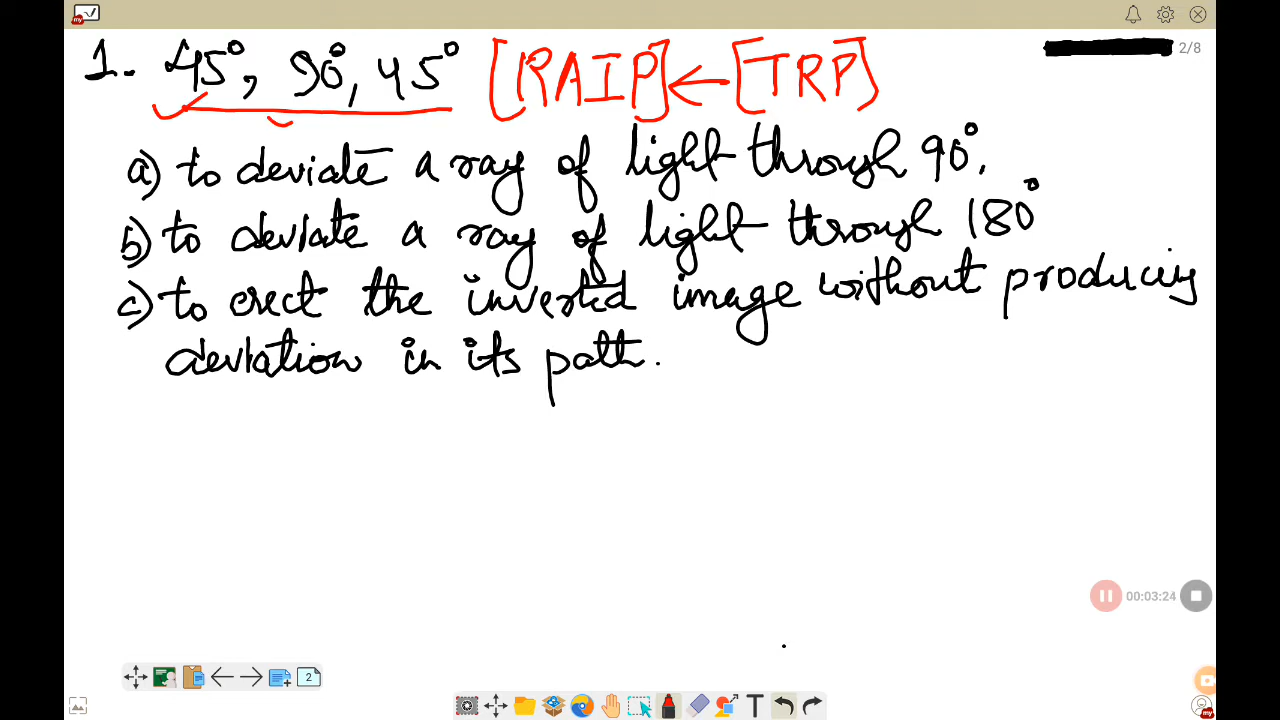 2/8
1. 45°, 90°, 45° [RAIP] ← [TRP]
a) to deviate a ray of light through 90°.
b) to deviate a ray of light through 180°
c) to erect the inverted image without producing
deviation in its path.
00:03:24
2